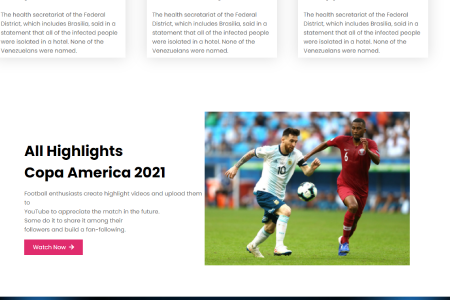 The health secretariat of the Federal
District, which includes Brasilia, said in a
statement that all of the infected people
were isolated in a hotel. None of the
Venezuelans were named.
The health secretariat of the Federal
District, which includes Brasilia, said in a
statement that all of the infected people
were isolated in a hotel. None of the
Venezuelans were named.
The health secretariat of the Federal
District, which includes Brasilia, said in a
statement that all of the infected people
were isolated in a hotel. None of the
Venezuelans were named.
All Highlights
Copa America 2021
Football enthusiasts create highlight videos and upload them
to
YouTube to appreciate the match in the future.
Some do it to share it among their
followers and build a fan-following.
Watch Now
10
6